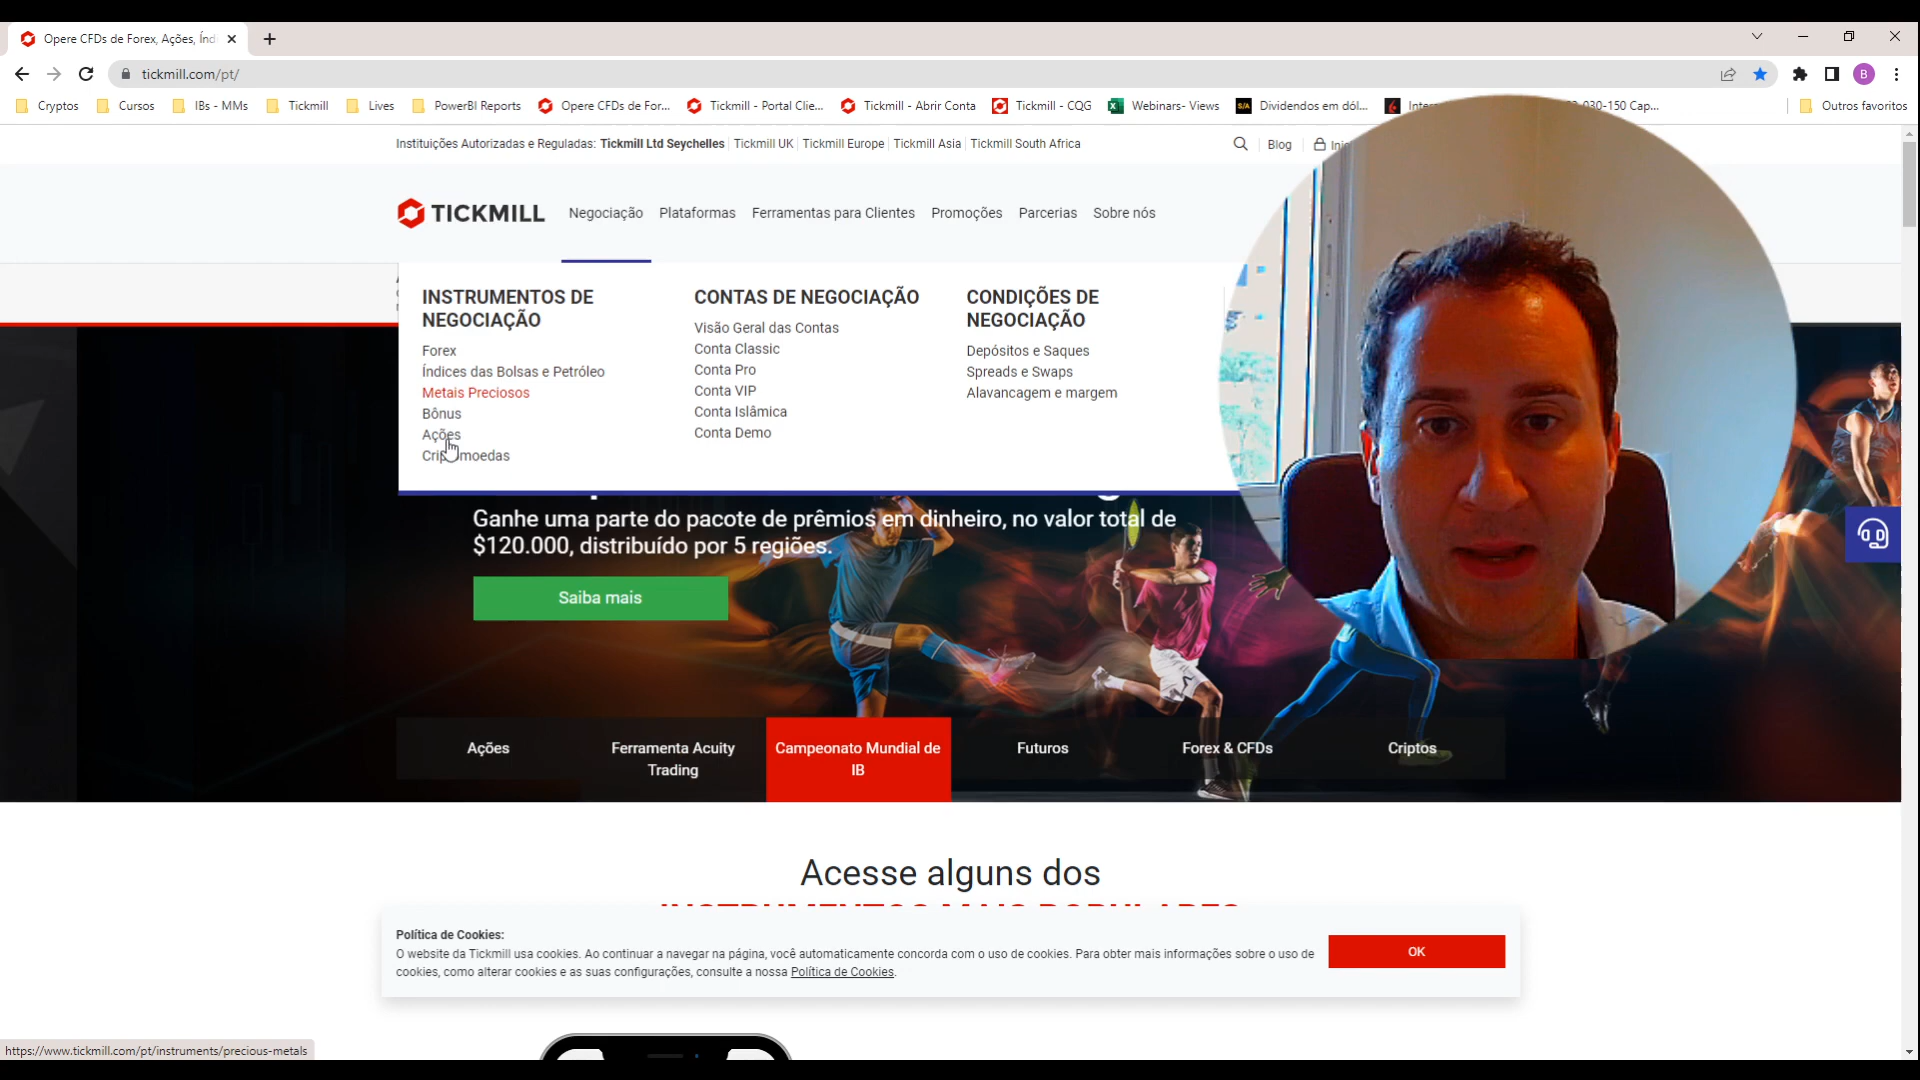 Opere CFDs de Forex, Ações, Índ
tickmill.com/pt/
Cryptos
Cursos
IBs - MMs
Tickmill
Lives
PowerBI Reports
Opere CFDs de For...
Tickmill - Portal Clie...
Tickmill - Abrir Conta
Tickmill - CQG
Webinars- Views
Dividendos em dól...
Cap...
Outros favoritos
Instituições Autorizadas e Reguladas: Tickmill Ltd Seychelles | Tickmill UK | Tickmill Europe | Tickmill Asia | Tickmill South Africa
Blog
TICKMILL
Negociação
Plataformas
Ferramentas para Clientes
Promoções
Parcerias
Sobre nós
INSTRUMENTOS DE
NEGOCIAÇÃO
Forex
Índices das Bolsas e Petróleo
Metais Preciosos
Bônus
Ações
Criptomoedas
CONTAS DE NEGOCIAÇÃO
Visão Geral das Contas
Conta Classic
Conta Pro
Conta VIP
Conta Islâmica
Conta Demo
CONDIÇÕES DE
NEGOCIAÇÃO
Depósitos e Saques
Spreads e Swaps
Alavancagem e margem
Ganhe uma parte do pacote de prêmios em dinheiro, no valor total de
$120.000, distribuído por 5 regiões.
Saiba mais
Ações
Ferramenta Acuity
Trading
Campeonato Mundial de
IB
Futuros
Forex & CFDs
Criptos
Acesse alguns dos
INSTRUMENTOS MAIS POPULARES
Política de Cookies:
O website da Tickmill usa cookies. Ao continuar a navegar na página, você automaticamente concorda com o uso de cookies. Para obter mais informações sobre o uso de
cookies, como alterar cookies e as suas configurações, consulte a nossa Política de Cookies.
OK
https://www.tickmill.com/pt/instruments/precious-metals